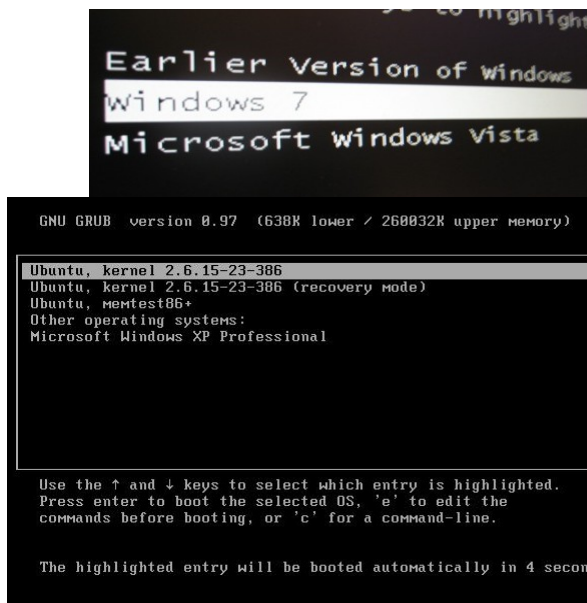 to highlight
Earlier Version of Windows
Windows 7
Microsoft Windows Vista
GNU GRUB version 0.97 (638K lower / 260032K upper memory)
Ubuntu, kernel 2.6.15-23-386
Ubuntu, kernel 2.6.15-23-386 (recovery mode)
Ubuntu, memtest86+
Other operating systems:
Microsoft Windows XP Professional
Use the ↑ and ↓ keys to select which entry is highlighted.
Press enter to boot the selected OS, 'e' to edit the
commands before booting, or 'c' for a command-line.
The highlighted entry will be booted automatically in 4 secon